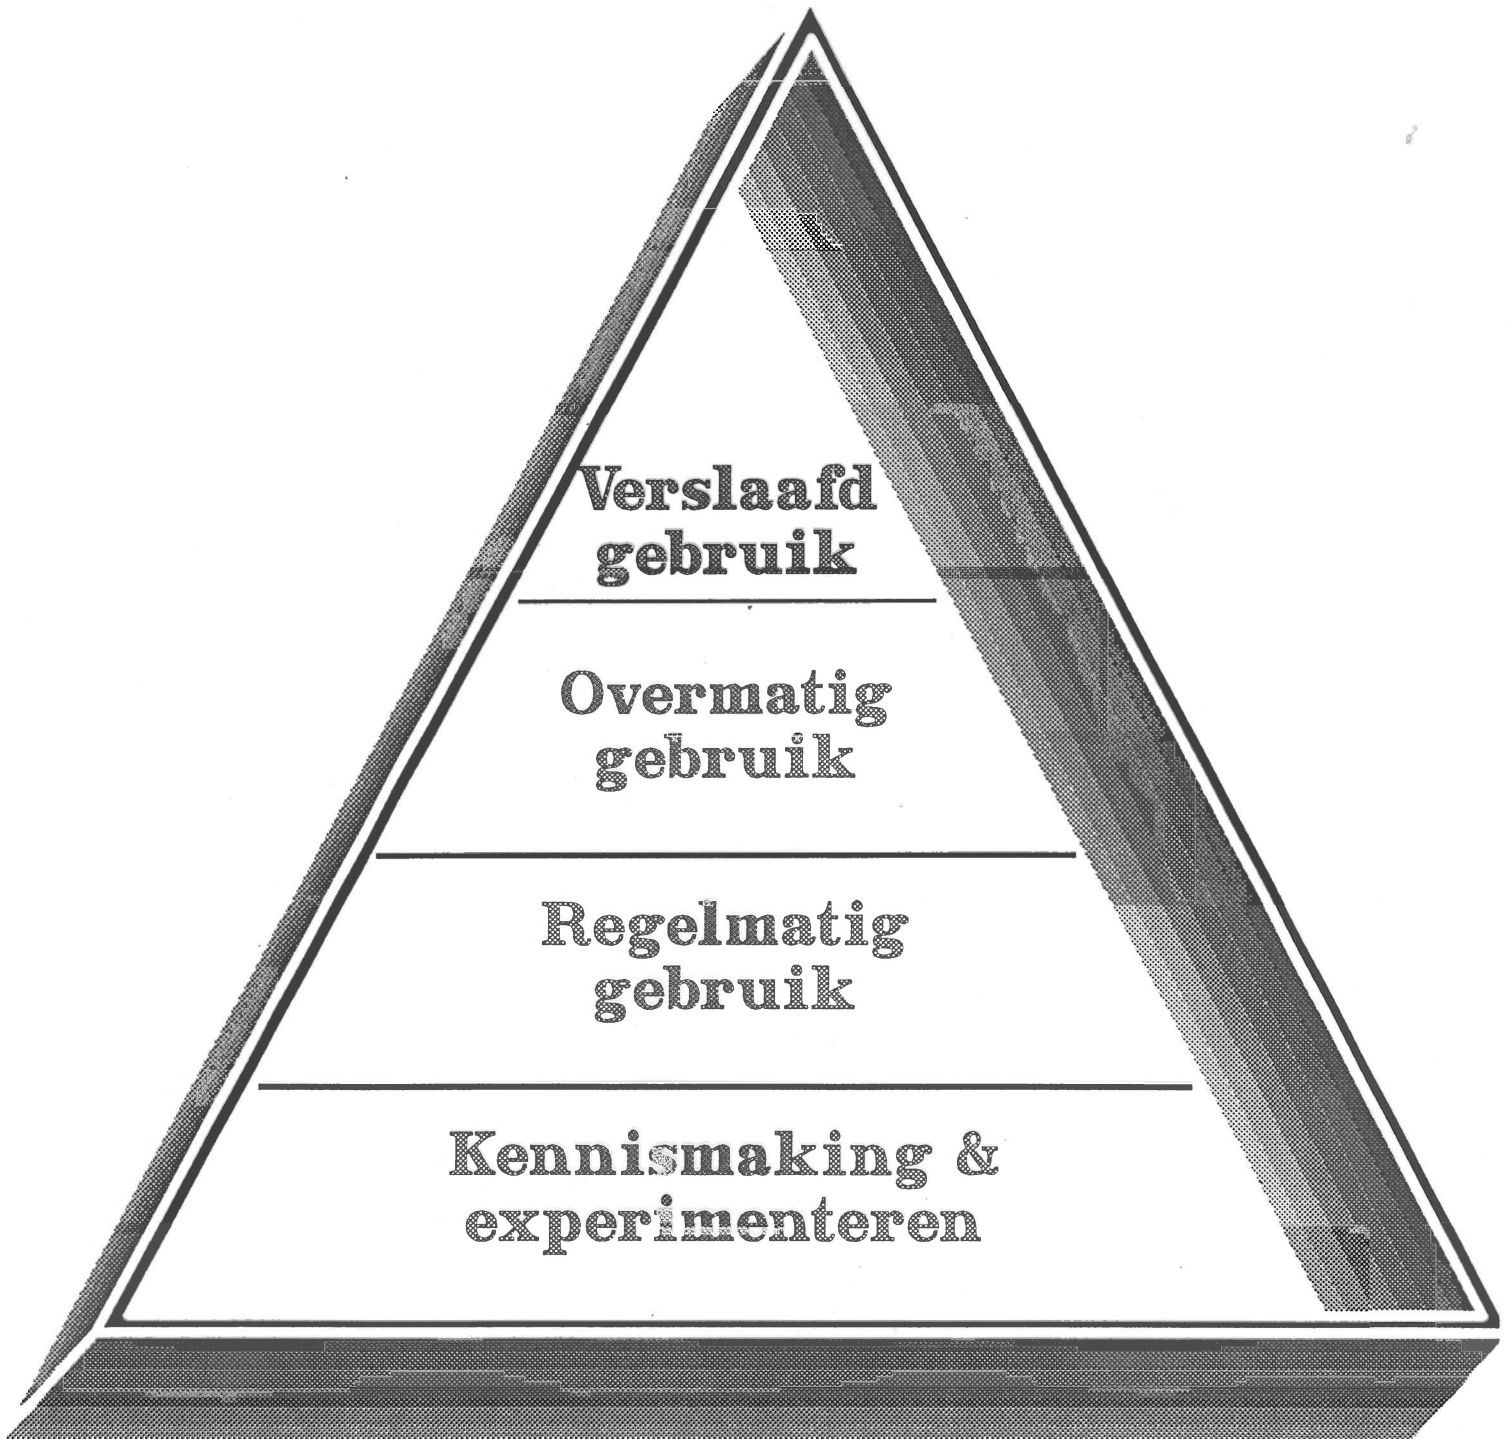 Verslaafd
gebruik
Overmatig
gebruik
Regelmatig
gebruik
Kennismaking &
experimenteren